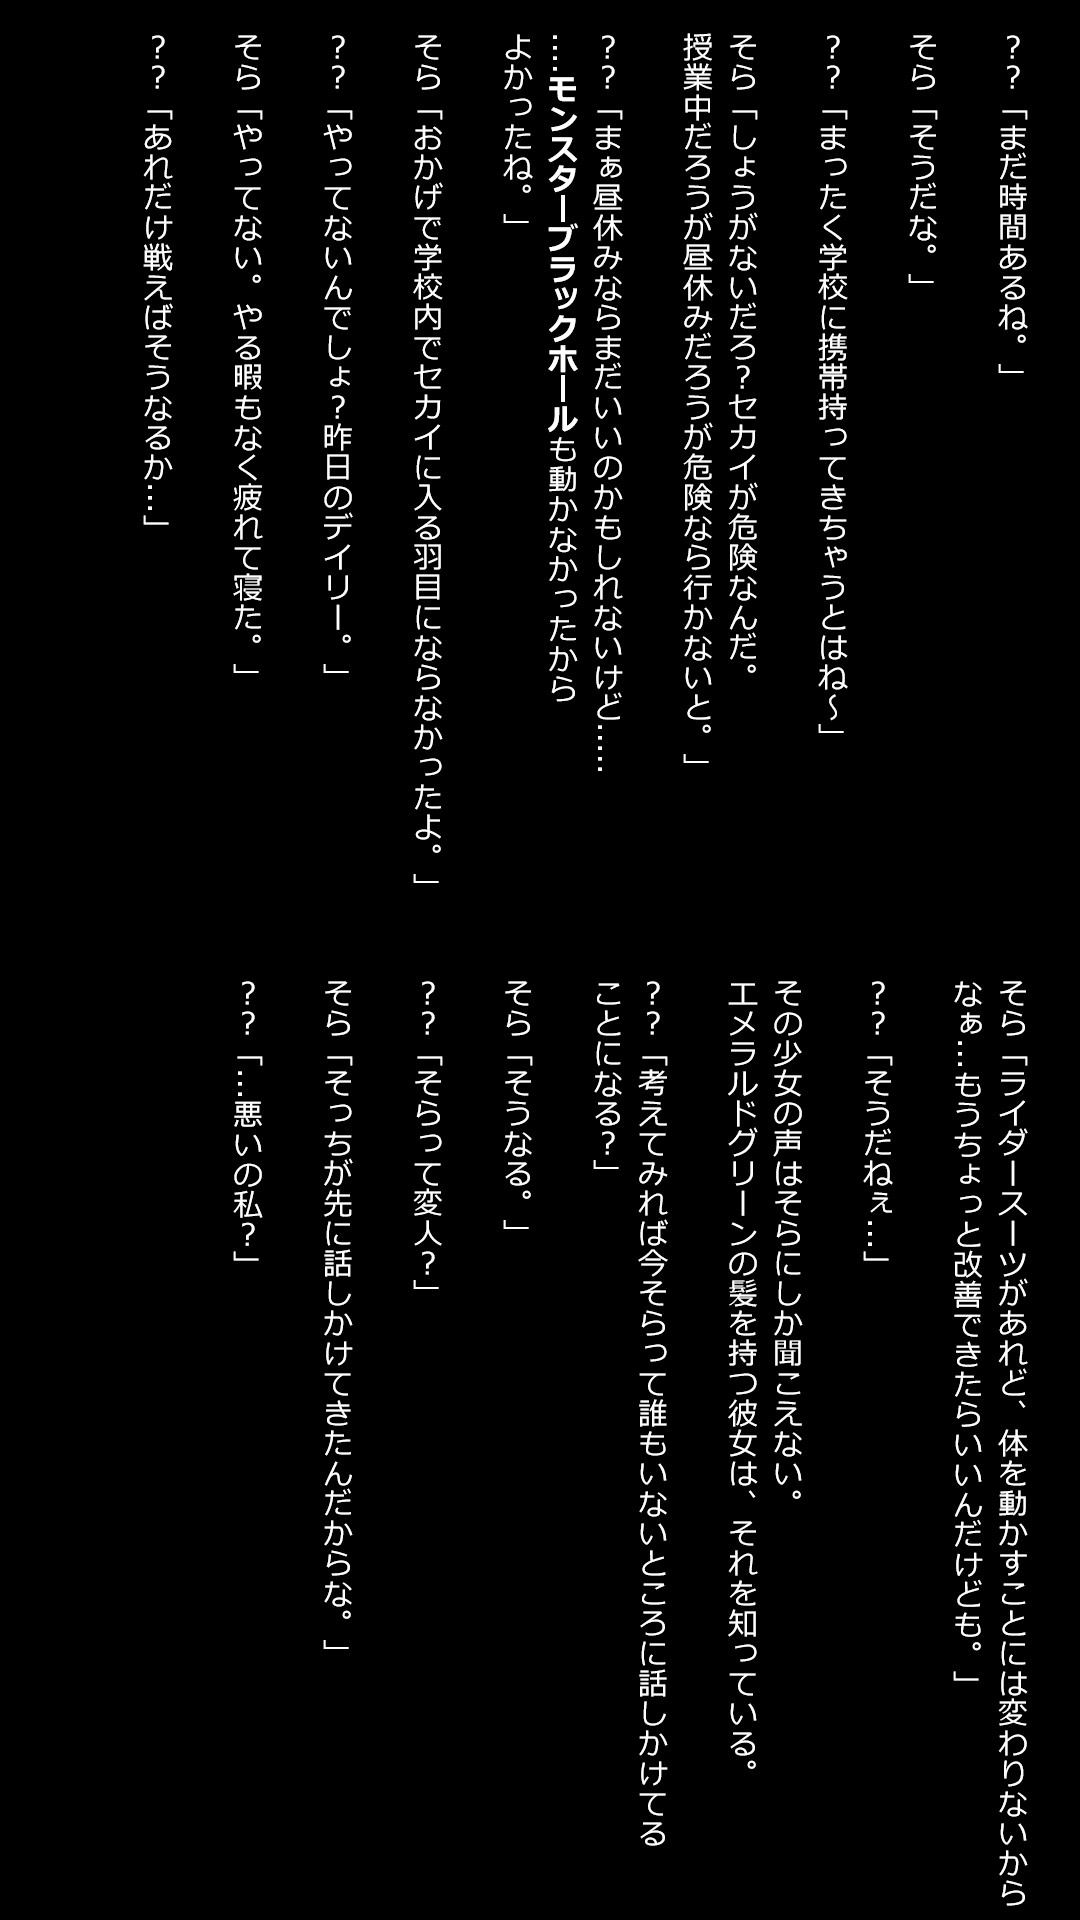 ？？「まだ時間あるね。」
そら「そうだな。」
？？「まったく学校に携帯持ってきちゃうとはね～」
そら「しょうがないだろ？セカイが危険なんだ。
授業中だろうが昼休みだろうが危険なら行かないと。」
？？「まぁ昼休みならまだいいのかもしれないけど……
…モンスターブラックホールも動かなかったから
よかったね。」
そら「おかげで学校内でセカイに入る羽目にならなかったよ。」
？？「やってないんでしょ？昨日のデイリー。」
そら「やってない。やる暇もなく疲れて寝た。」
？？「あれだけ戦えばそうなるか…」
そら「ライダースーツがあれど、体を動かすことには変わりないから
なぁ…もうちょっと改善できたらいいんだけども。」
？？「そうだねぇ…」
その少女の声はそらにしか聞こえない。
エメラルドグリーンの髪を持つ彼女は、それを知っている。
？？「考えてみれば今そらって誰もいないところに話しかけてる
ことになる？」
そら「そうなる。」
？？「そらって変人？」
そら「そっちが先に話しかけてきたんだからな。」
？？「…悪いの私？」